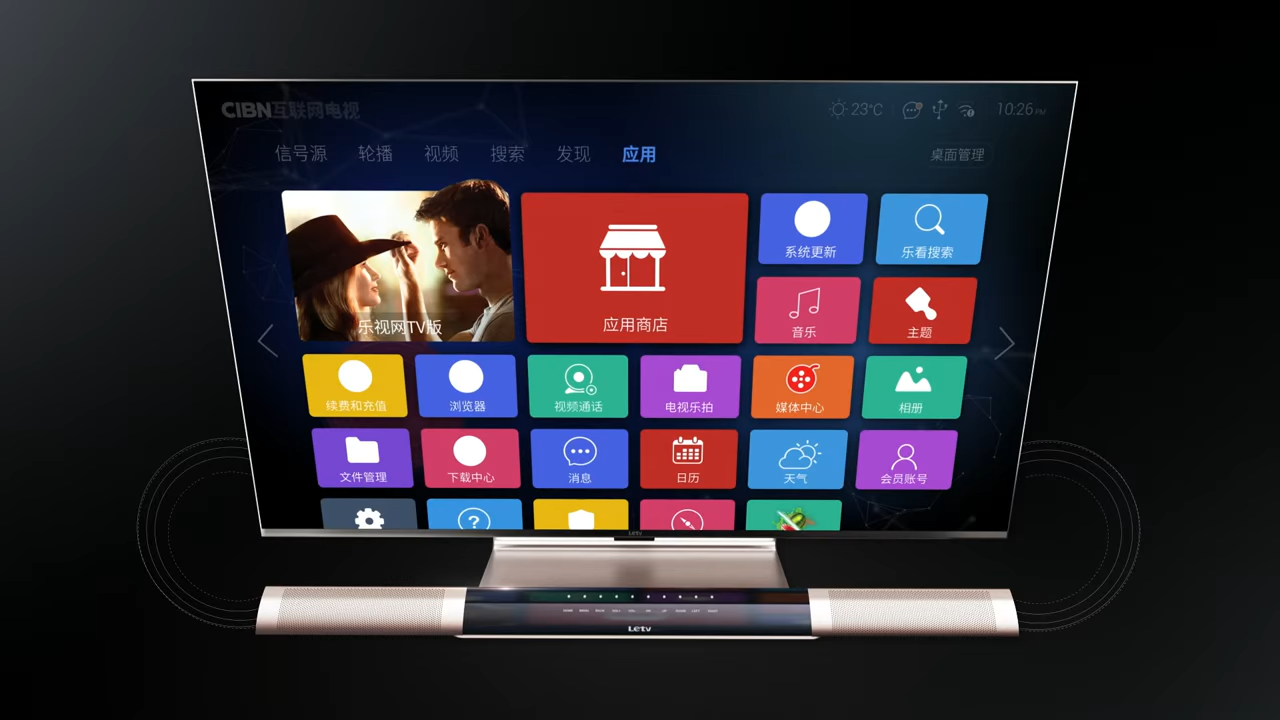 CIBN互联网电视
23°C
10:26PM
信号源 轮播 视频 搜索 发现 应用
桌面管理
乐视网TV版
应用商店
系统更新
乐看搜索
音乐
主题
续费和充值
浏览器
视频通话
电视乐拍
媒体中心
相册
文件管理
下载中心
消息
日历
天气
会员账号
?
Letv
Letv